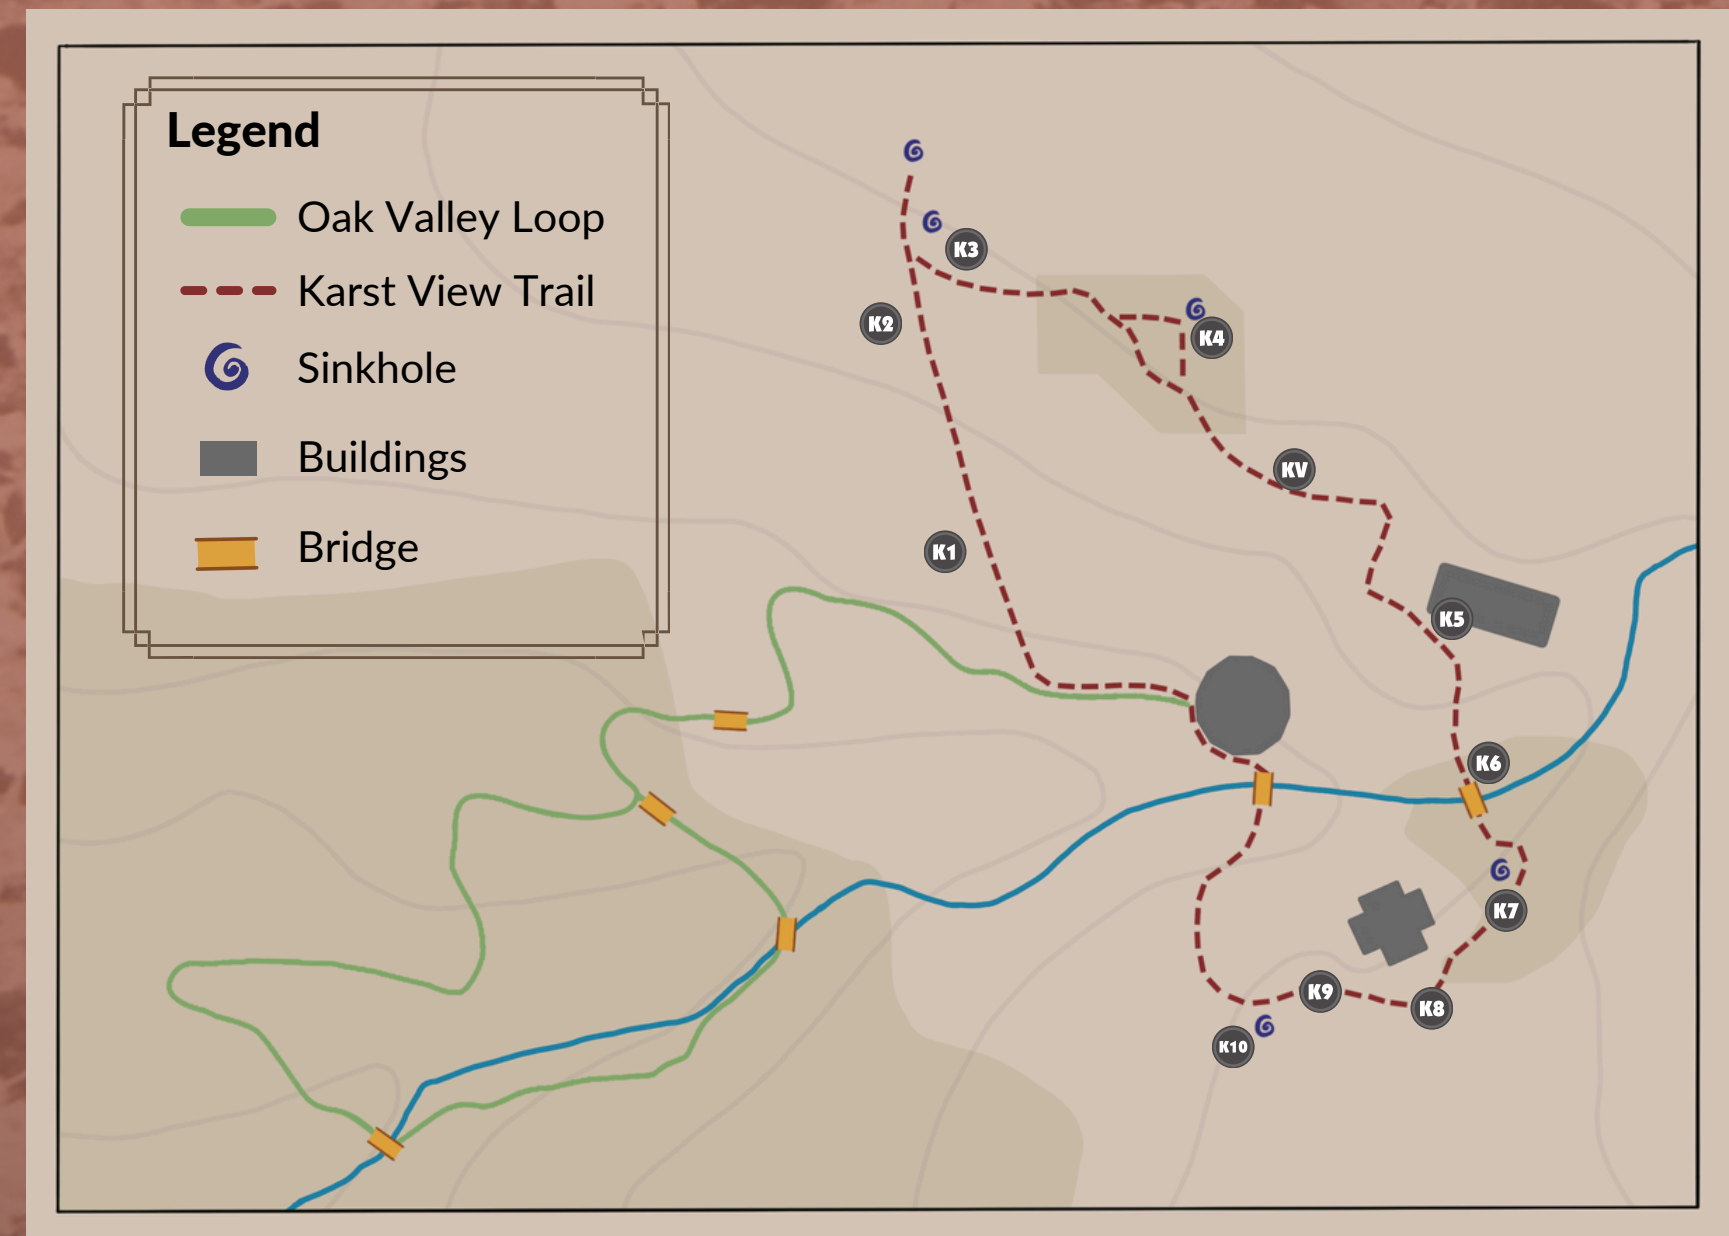 Legend
Oak Valley Loop
Karst View Trail
Sinkhole
Buildings
Bridge
K3
K2
K4
KV
K1
K5
K6
K7
K9
K8
K10